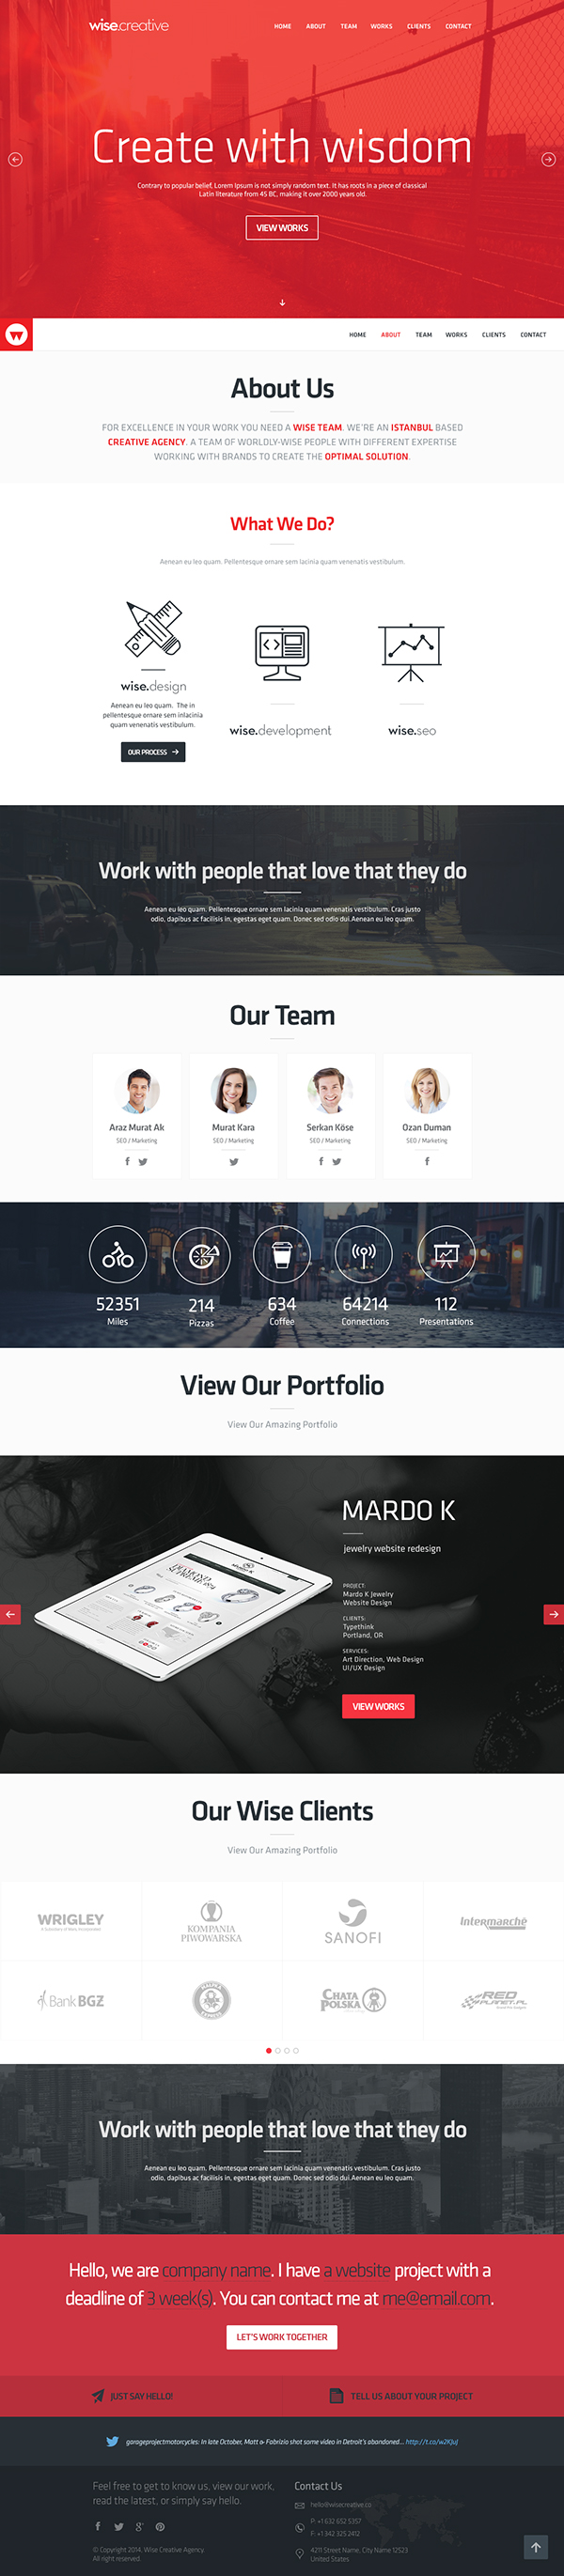 wise.creative
HOME ABOUT TEAM WORKS CLIENTS CONTACT
Create with wisdom
Contrary to popular belief, Lorem Ipsum is not simply random text. It has roots in a piece of classical
Latin literature from 45 BC, making it over 2000 years old.
VIEW WORKS
W
HOME ABOUT TEAM WORKS CLIENTS CONTACT
About Us
FOR EXCELLENCE IN YOUR WORK YOU NEED A WISE TEAM. WE'RE AN ISTANBUL BASED
CREATIVE AGENCY. A TEAM OF WORLDLY-WISE PEOPLE WITH DIFFERENT EXPERTISE
WORKING WITH BRANDS TO CREATE THE OPTIMAL SOLUTION.
What We Do?
Aenean eu leo quam. Pellentesque ornare sem lacinia quam venenatis vestibulum.
wise.design
Aenean eu leo quam. The in
pellentesque ornare sem inlacinia
quam venenatis vestibulum.
OUR PROCESS
wise.development
wise.seo
Work with people that love that they do
Aenean eu leo quam. Pellentesque ornare sem lacinia quam venenatis vestibulum. Cras justo
odio, dapibus ac facilisis in, egestas eget quam. Donec sed odio dui.Aenean eu leo quam.
Our Team
Araz Murat Ak
SEO / Marketing
Murat Kara
SEO / Marketing
Serkan Köse
SEO / Marketing
Ozan Duman
SEO / Marketing
52351
Miles
214
Pizzas
634
Coffee
64214
Connections
112
Presentations
View Our Portfolio
View Our Amazing Portfolio
MARDO K
jewelry website redesign
PROJECT:
Mardo K Jewelry
Website Design
CLIENTS:
Typethink
Portland, OR
SERVICES:
Art Direction, Web Design
UI/UX Design
VIEW WORKS
Our Wise Clients
View Our Amazing Portfolio
WRIGLEY
KOMPANIA
PIWOWARSKA
SANOFI
Intermarché
Bank BGZ
CHATA
POLSKA
RED
PLANET.PL
Work with people that love that they do
Aenean eu leo quam. Pellentesque ornare sem lacinia quam venenatis vestibulum. Cras justo
odio, dapibus ac facilisis in, egestas eget quam. Donec sed odio dui.Aenean eu leo quam.
Hello, we are company name. I have a website project with a
deadline of 3 week(s). You can contact me at me@email.com.
LET'S WORK TOGETHER
JUST SAY HELLO!
TELL US ABOUT YOUR PROJECT
garageprojectmotorcycles: In late October, Matt & Fabrizio shot some video in Detroit's abandoned... http://t.co/w2KJuJ
Feel free to get to know us, view our work,
read the latest, or simply say hello.
© Copyright 2014, Wise Creative Agency
All right reserved.
Contact Us
hello@wisecreative.co
P: +1 632 632 5357
F: +1 342 325 2412
4211 Street Name, City Name 12523
United States